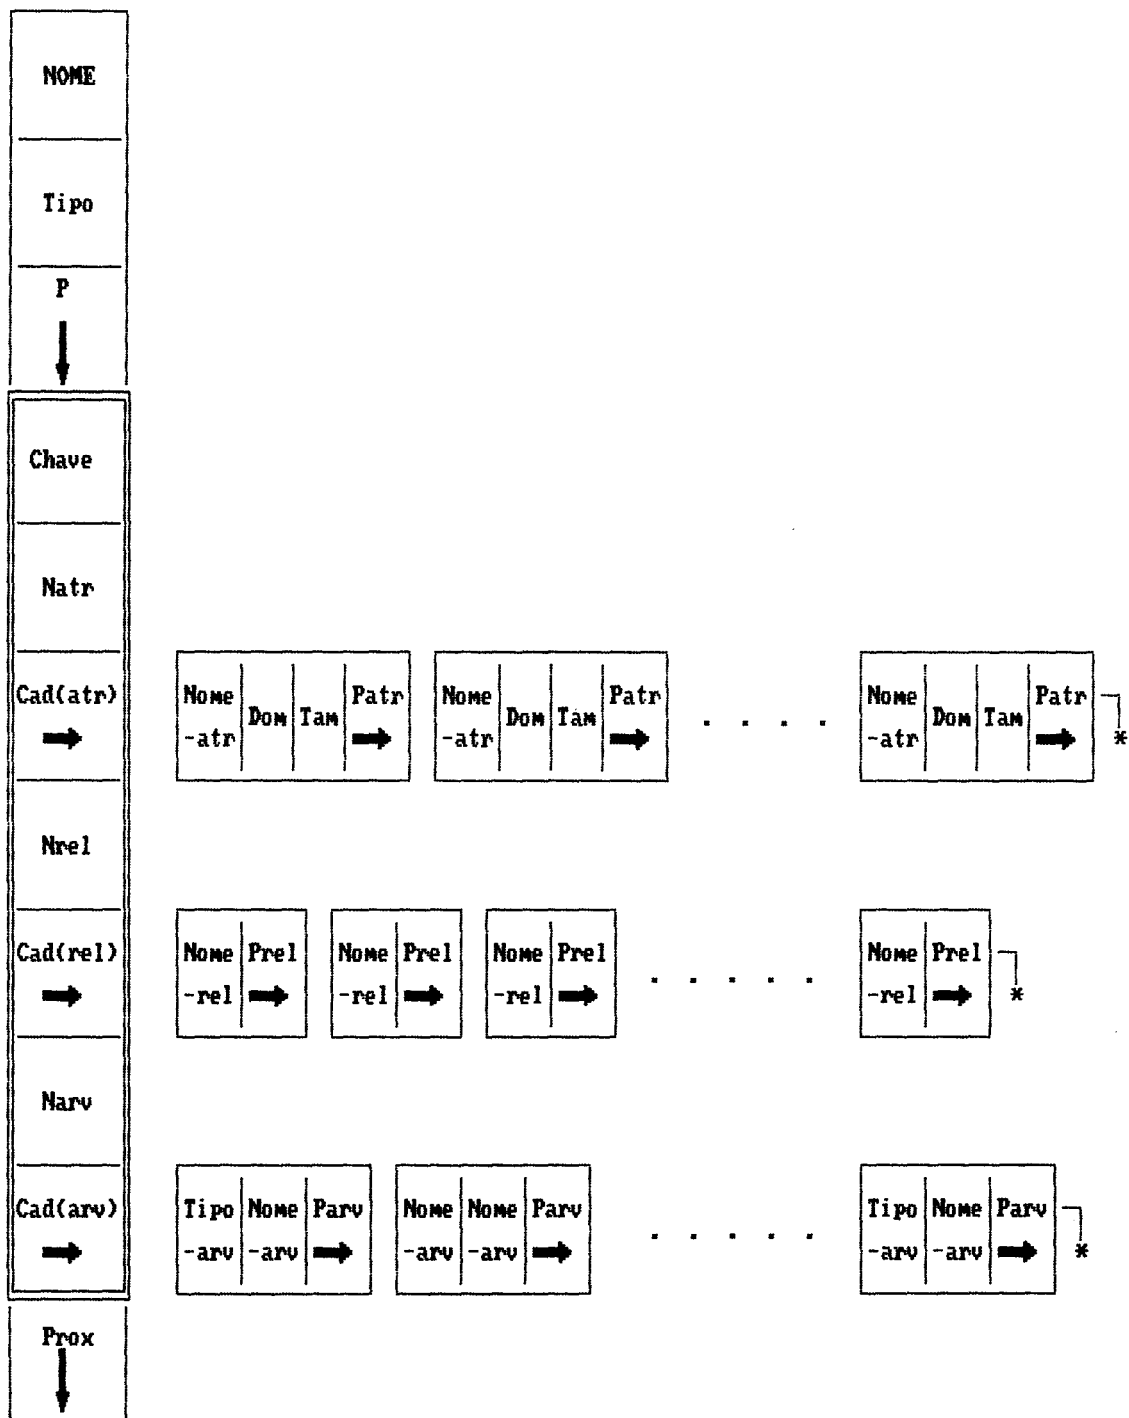 NOME
Tipo
P
Chave
Natr
Cad(atr) Nome Dom Tam Patr Nome Dom Tam Patr . . . . Nome Dom Tam Patr
-atr -atr -atr *
Nrel
Cad(rel) Nome Prel Nome Prel Nome Prel . . . . . Nome Prel
-rel -rel -rel -rel *
Narv
Cad(arv) Tipo Nome Parv Nome Nome Parv . . . . . Tipo Nome Parv
-arv -arv -arv -arv -arv -arv *
Prox